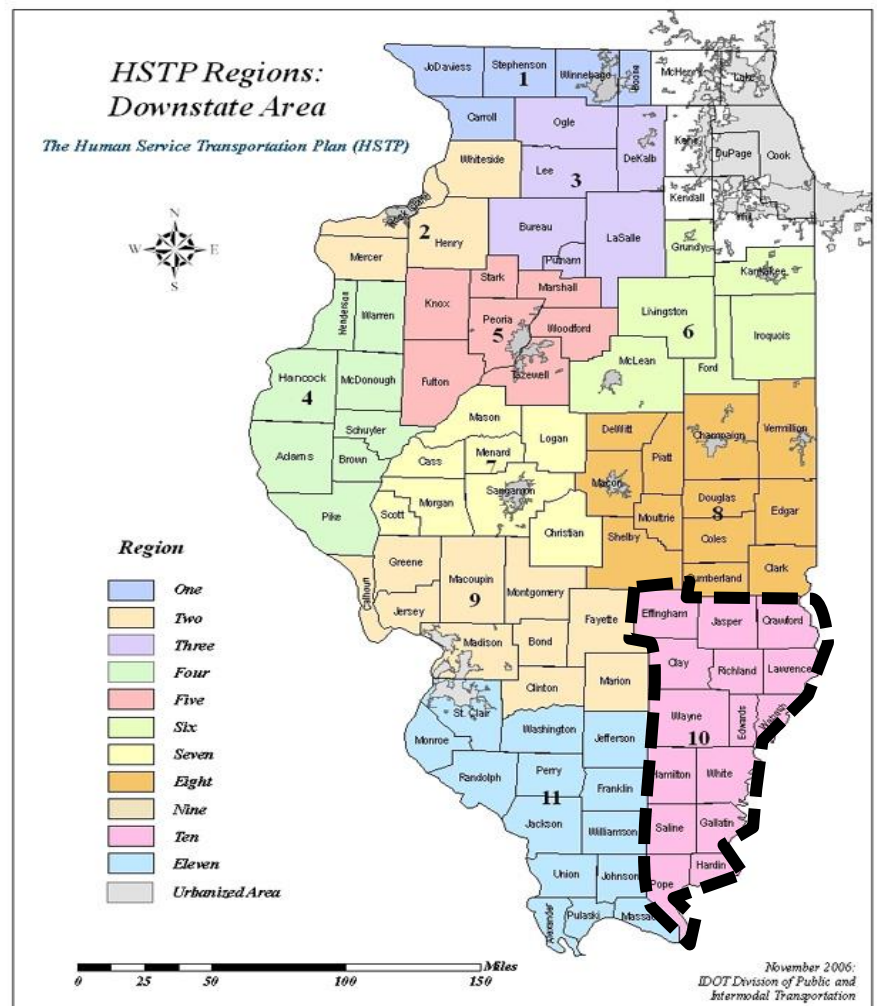 HSTP Regions:
Downstate Area
The Human Service Transportation Plan (HSTP)
N
W E
S
JoDaviess
Stephenson
1
Winnebago
Boone
McHenry
Lake
Carroll
Ogle
DeKalb
Kane
DuPage
Cook
Whiteside
Lee
3
Kendall
Will
Rock Island
2
Henry
Bureau
Putnam
LaSalle
Grundy
Mercer
Kankakee
Stark
Marshall
Henderson
Warren
Knox
Peoria
5
Woodford
Livingston
6
Iroquois
Hancock
4
McDonough
Fulton
Tazewell
McLean
Ford
Schuyler
Mason
Logan
DeWitt
Champaign
Vermillion
Adams
Brown
Cass
Menard
7
Piatt
Macon
Sangamon
Morgan
Scott
Douglas
8
Edgar
Pike
Christian
Moultrie
Shelby
Coles
Greene
Macoupin
9
Montgomery
Cumberland
Clark
Calhoun
Jersey
Fayette
Effingham
Jasper
Crawford
Madison
Bond
Clay
Richland
Lawrence
Clinton
Marion
St. Clair
Washington
Jefferson
Wayne
10
Edwards
Wabash
Monroe
Randolph
Perry
11
Franklin
Hamilton
White
Jackson
Williamson
Saline
Gallatin
Union
Johnson
Pope
Hardin
Alexander
Pulaski
Massac
Region
One
Two
Three
Four
Five
Six
Seven
Eight
Nine
Ten
Eleven
Urbanized Area
Miles
0 25 50 100 150
November 2006:
IDOT Division of Public and
Intermodal Transportation